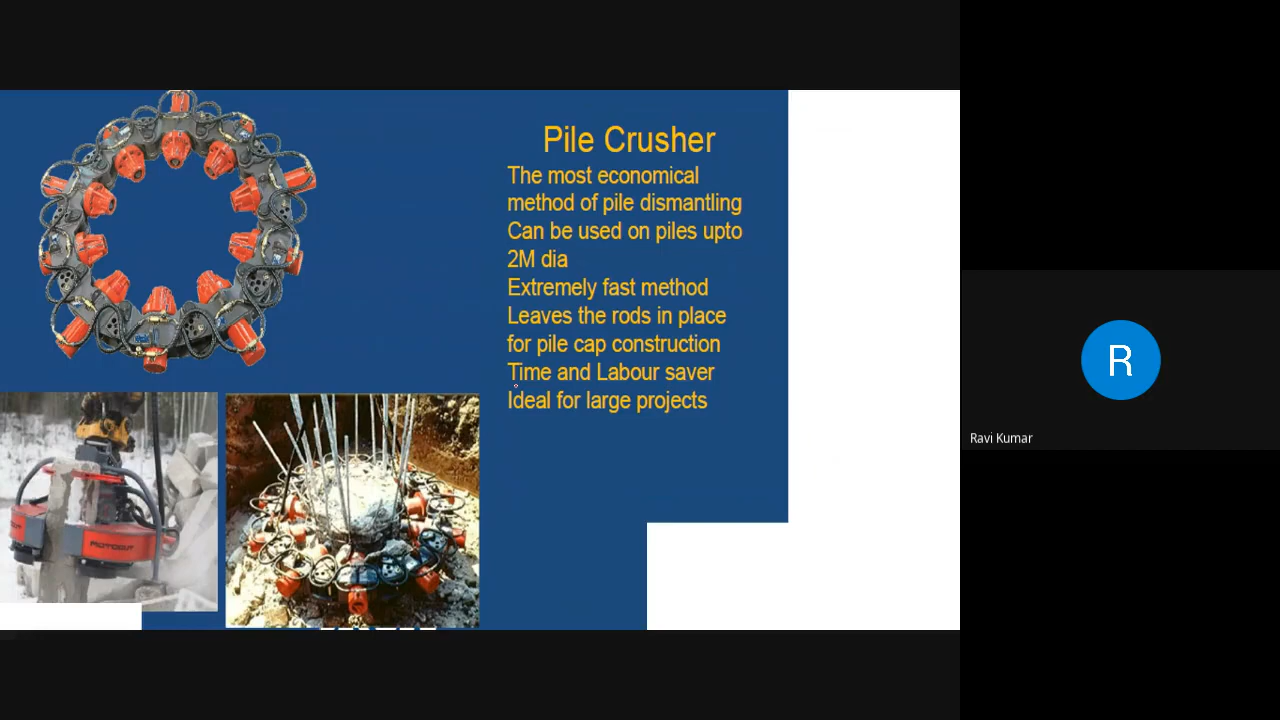 Pile Crusher
The most economical
method of pile dismantling
Can be used on piles upto
2M dia
Extremely fast method
Leaves the rods in place
for pile cap construction
Time and Labour saver
Ideal for large projects
R
Ravi Kumar